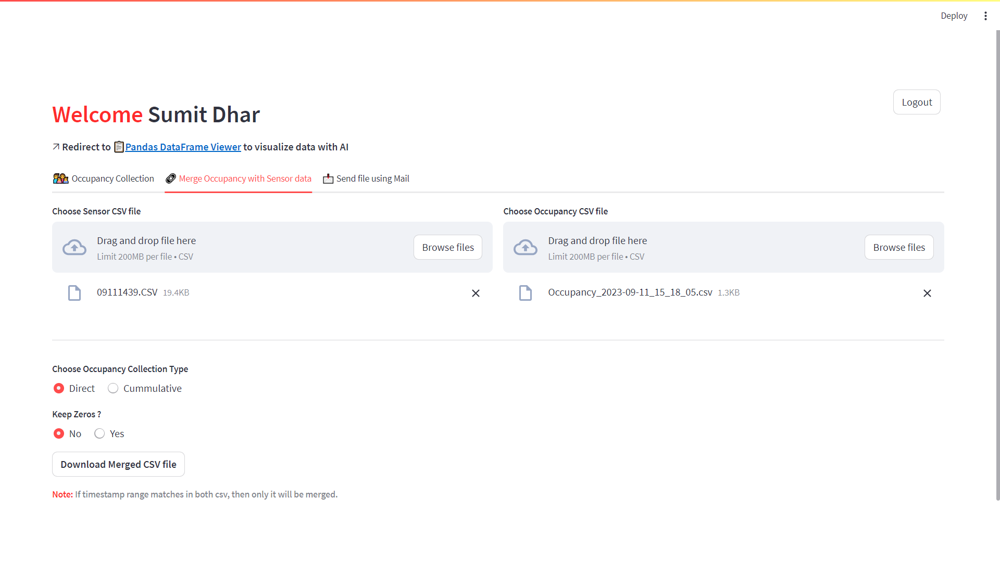 Deploy
Logout
Welcome Sumit Dhar
Redirect to Pandas DataFrame Viewer to visualize data with AI
Occupancy Collection Merge Occupancy with Sensor data Send file using Mail
Choose Sensor CSV file
Drag and drop file here
Limit 200MB per file • CSV
Browse files
09111439.CSV 19.4KB
Choose Occupancy CSV file
Drag and drop file here
Limit 200MB per file • CSV
Browse files
Occupancy_2023-09-11_15_18_05.csv 1.3KB
Choose Occupancy Collection Type
Direct Cummulative
Keep Zeros ?
No Yes
Download Merged CSV file
Note: If timestamp range matches in both csv, then only it will be merged.